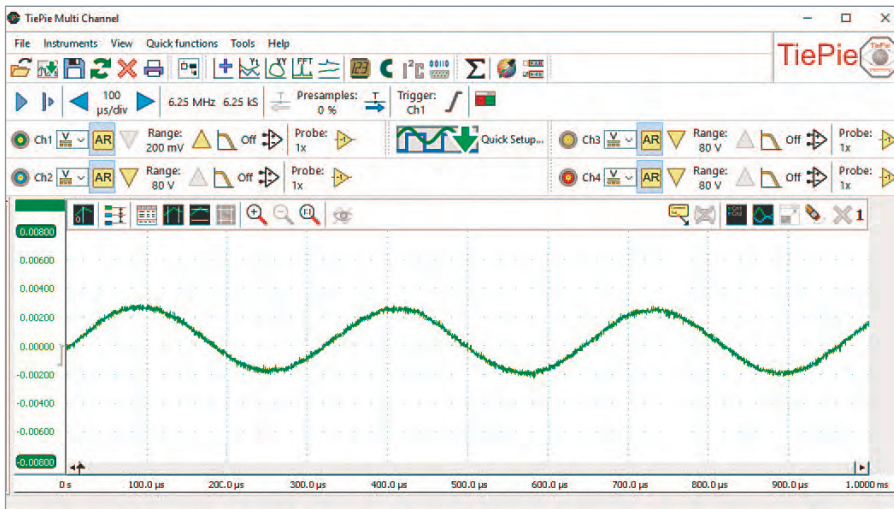 TiePie Multi Channel
File Instruments View Quick functions Tools Help
TiePie
Yt XY FFT I²C Σ
100 µs/div 6.25 MHz 6.25 kS Presamples: 0 % Trigger: Ch1
Ch1 AR Range: 200 mV Off Probe: 1x Quick Setup... Ch3 AR Range: 80 V Off Probe: 1x
Ch2 AR Range: 80 V Off Probe: 1x Ch4 AR Range: 80 V Off Probe: 1x
1
0.00800
0.00600
0.00400
0.00200
0.00000
-0.00200
-0.00400
-0.00600
-0.00800
0 s 100.0 µs 200.0 µs 300.0 µs 400.0 µs 500.0 µs 600.0 µs 700.0 µs 800.0 µs 900.0 µs 1.0000 ms